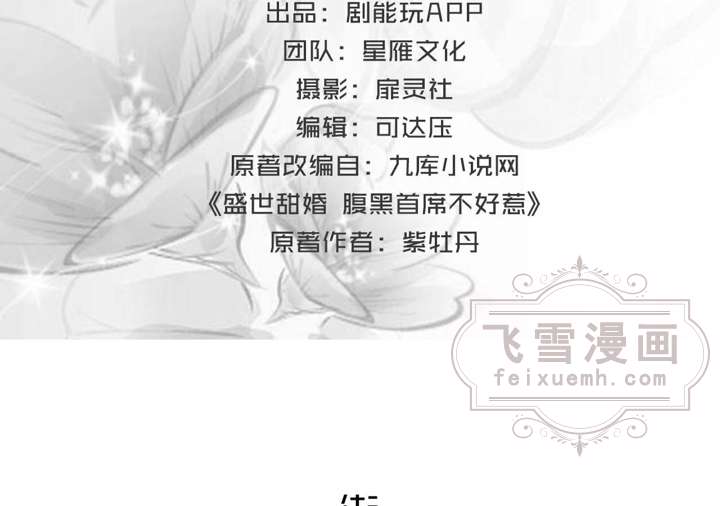 出品：剧能玩APP
团队：星雁文化
摄影：扉灵社
编辑：可达压
原著改编自：九库小说网
《盛世甜婚 腹黑首席不好惹》
原著作者：紫牡丹
飞雪漫画
feixuemh.com